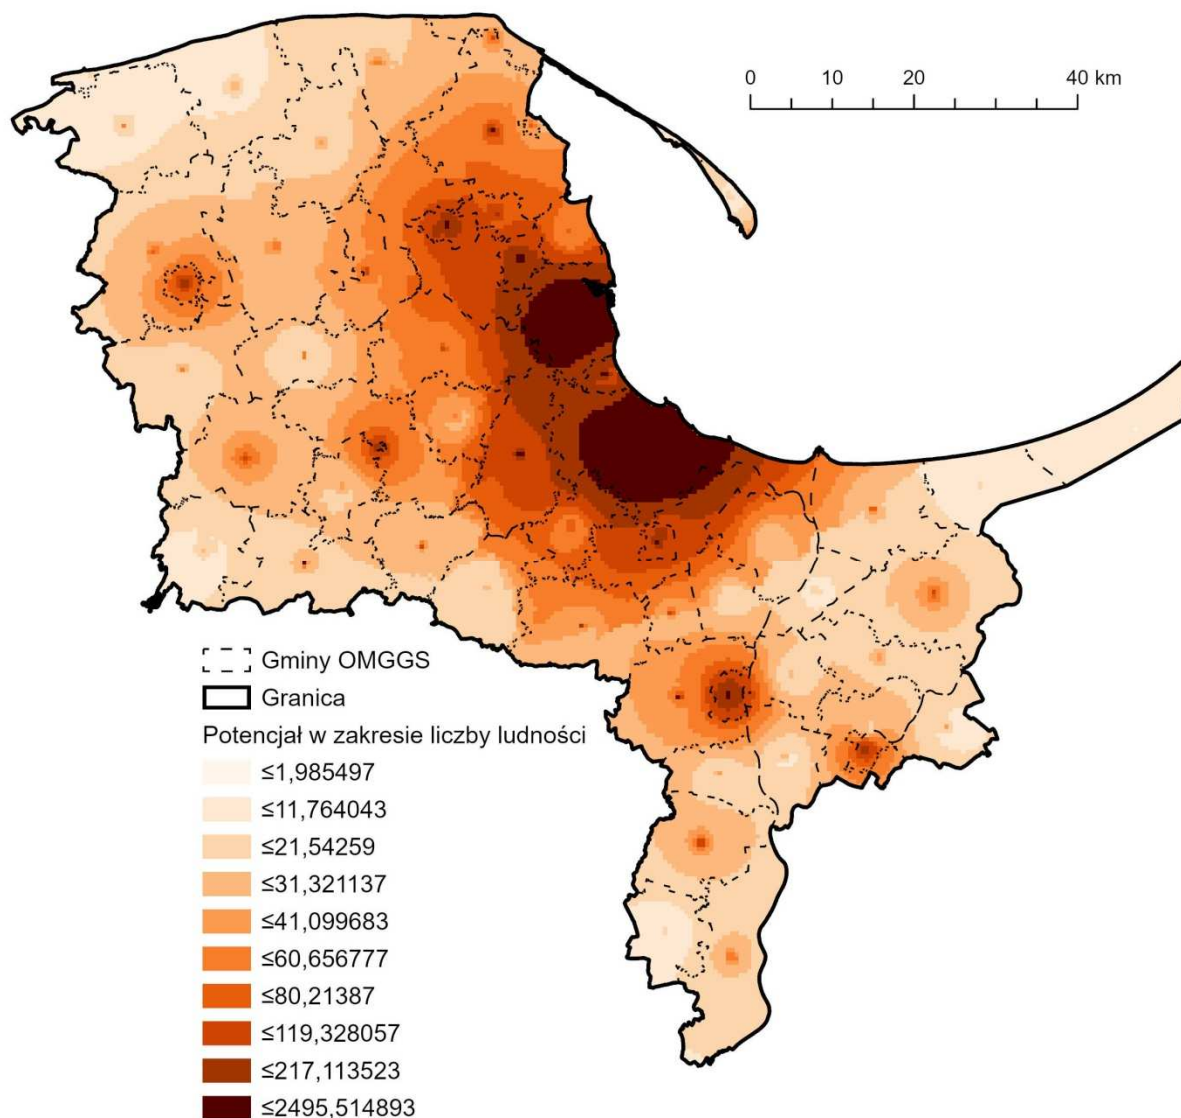 0 10 20 40 km
Gminy OMGGS
Granica
Potencjał w zakresie liczby ludności
≤1,985497
≤11,764043
≤21,54259
≤31,321137
≤41,099683
≤60,656777
≤80,21387
≤119,328057
≤217,113523
≤2495,514893